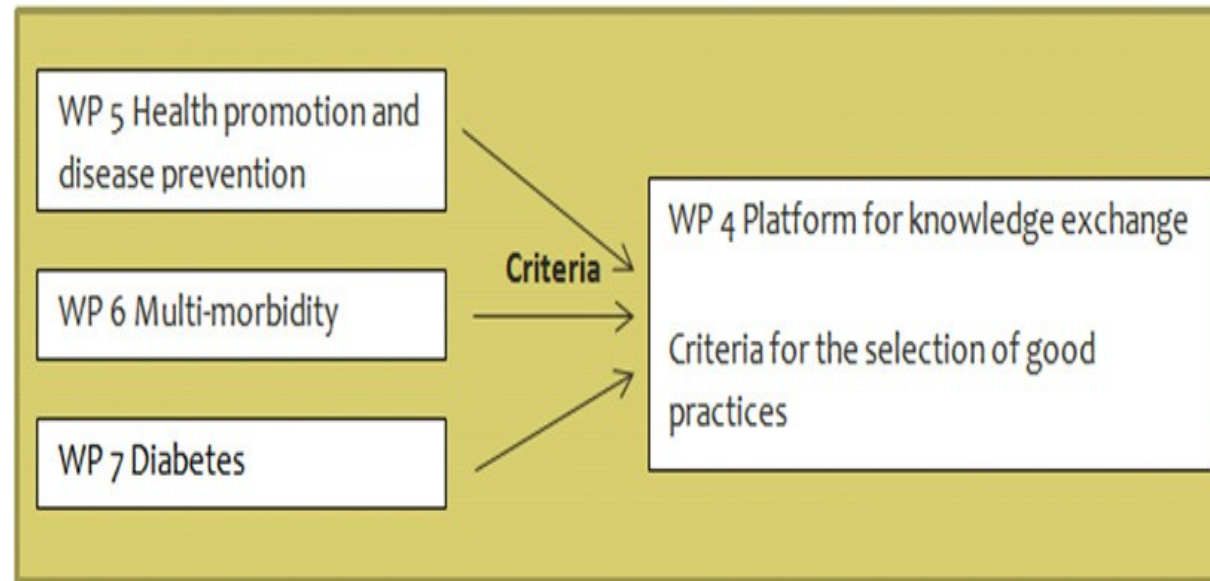 WP 5 Health promotion and
disease prevention
WP 6 Multi-morbidity
WP 7 Diabetes
Criteria
WP 4 Platform for knowledge exchange
Criteria for the selection of good
practices